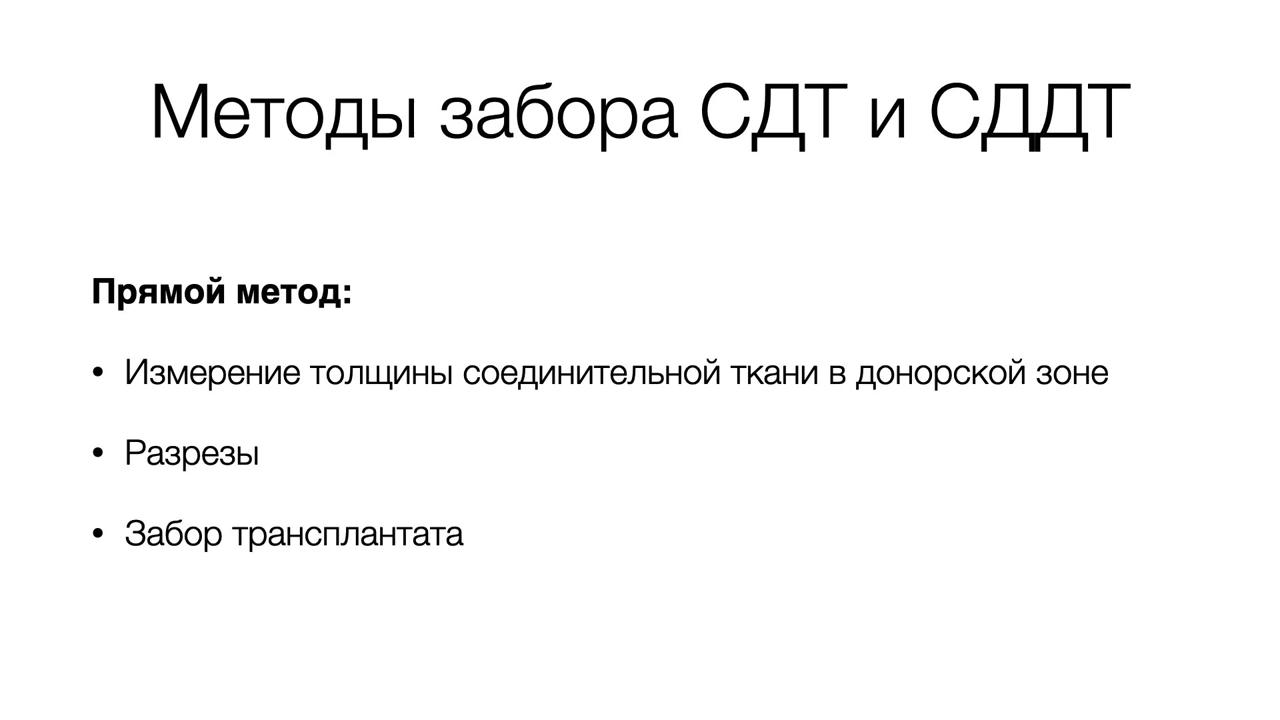 Методы забора СДТ и СДДТ
Прямой метод:
• Измерение толщины соединительной ткани в донорской зоне
• Разрезы
• Забор трансплантата